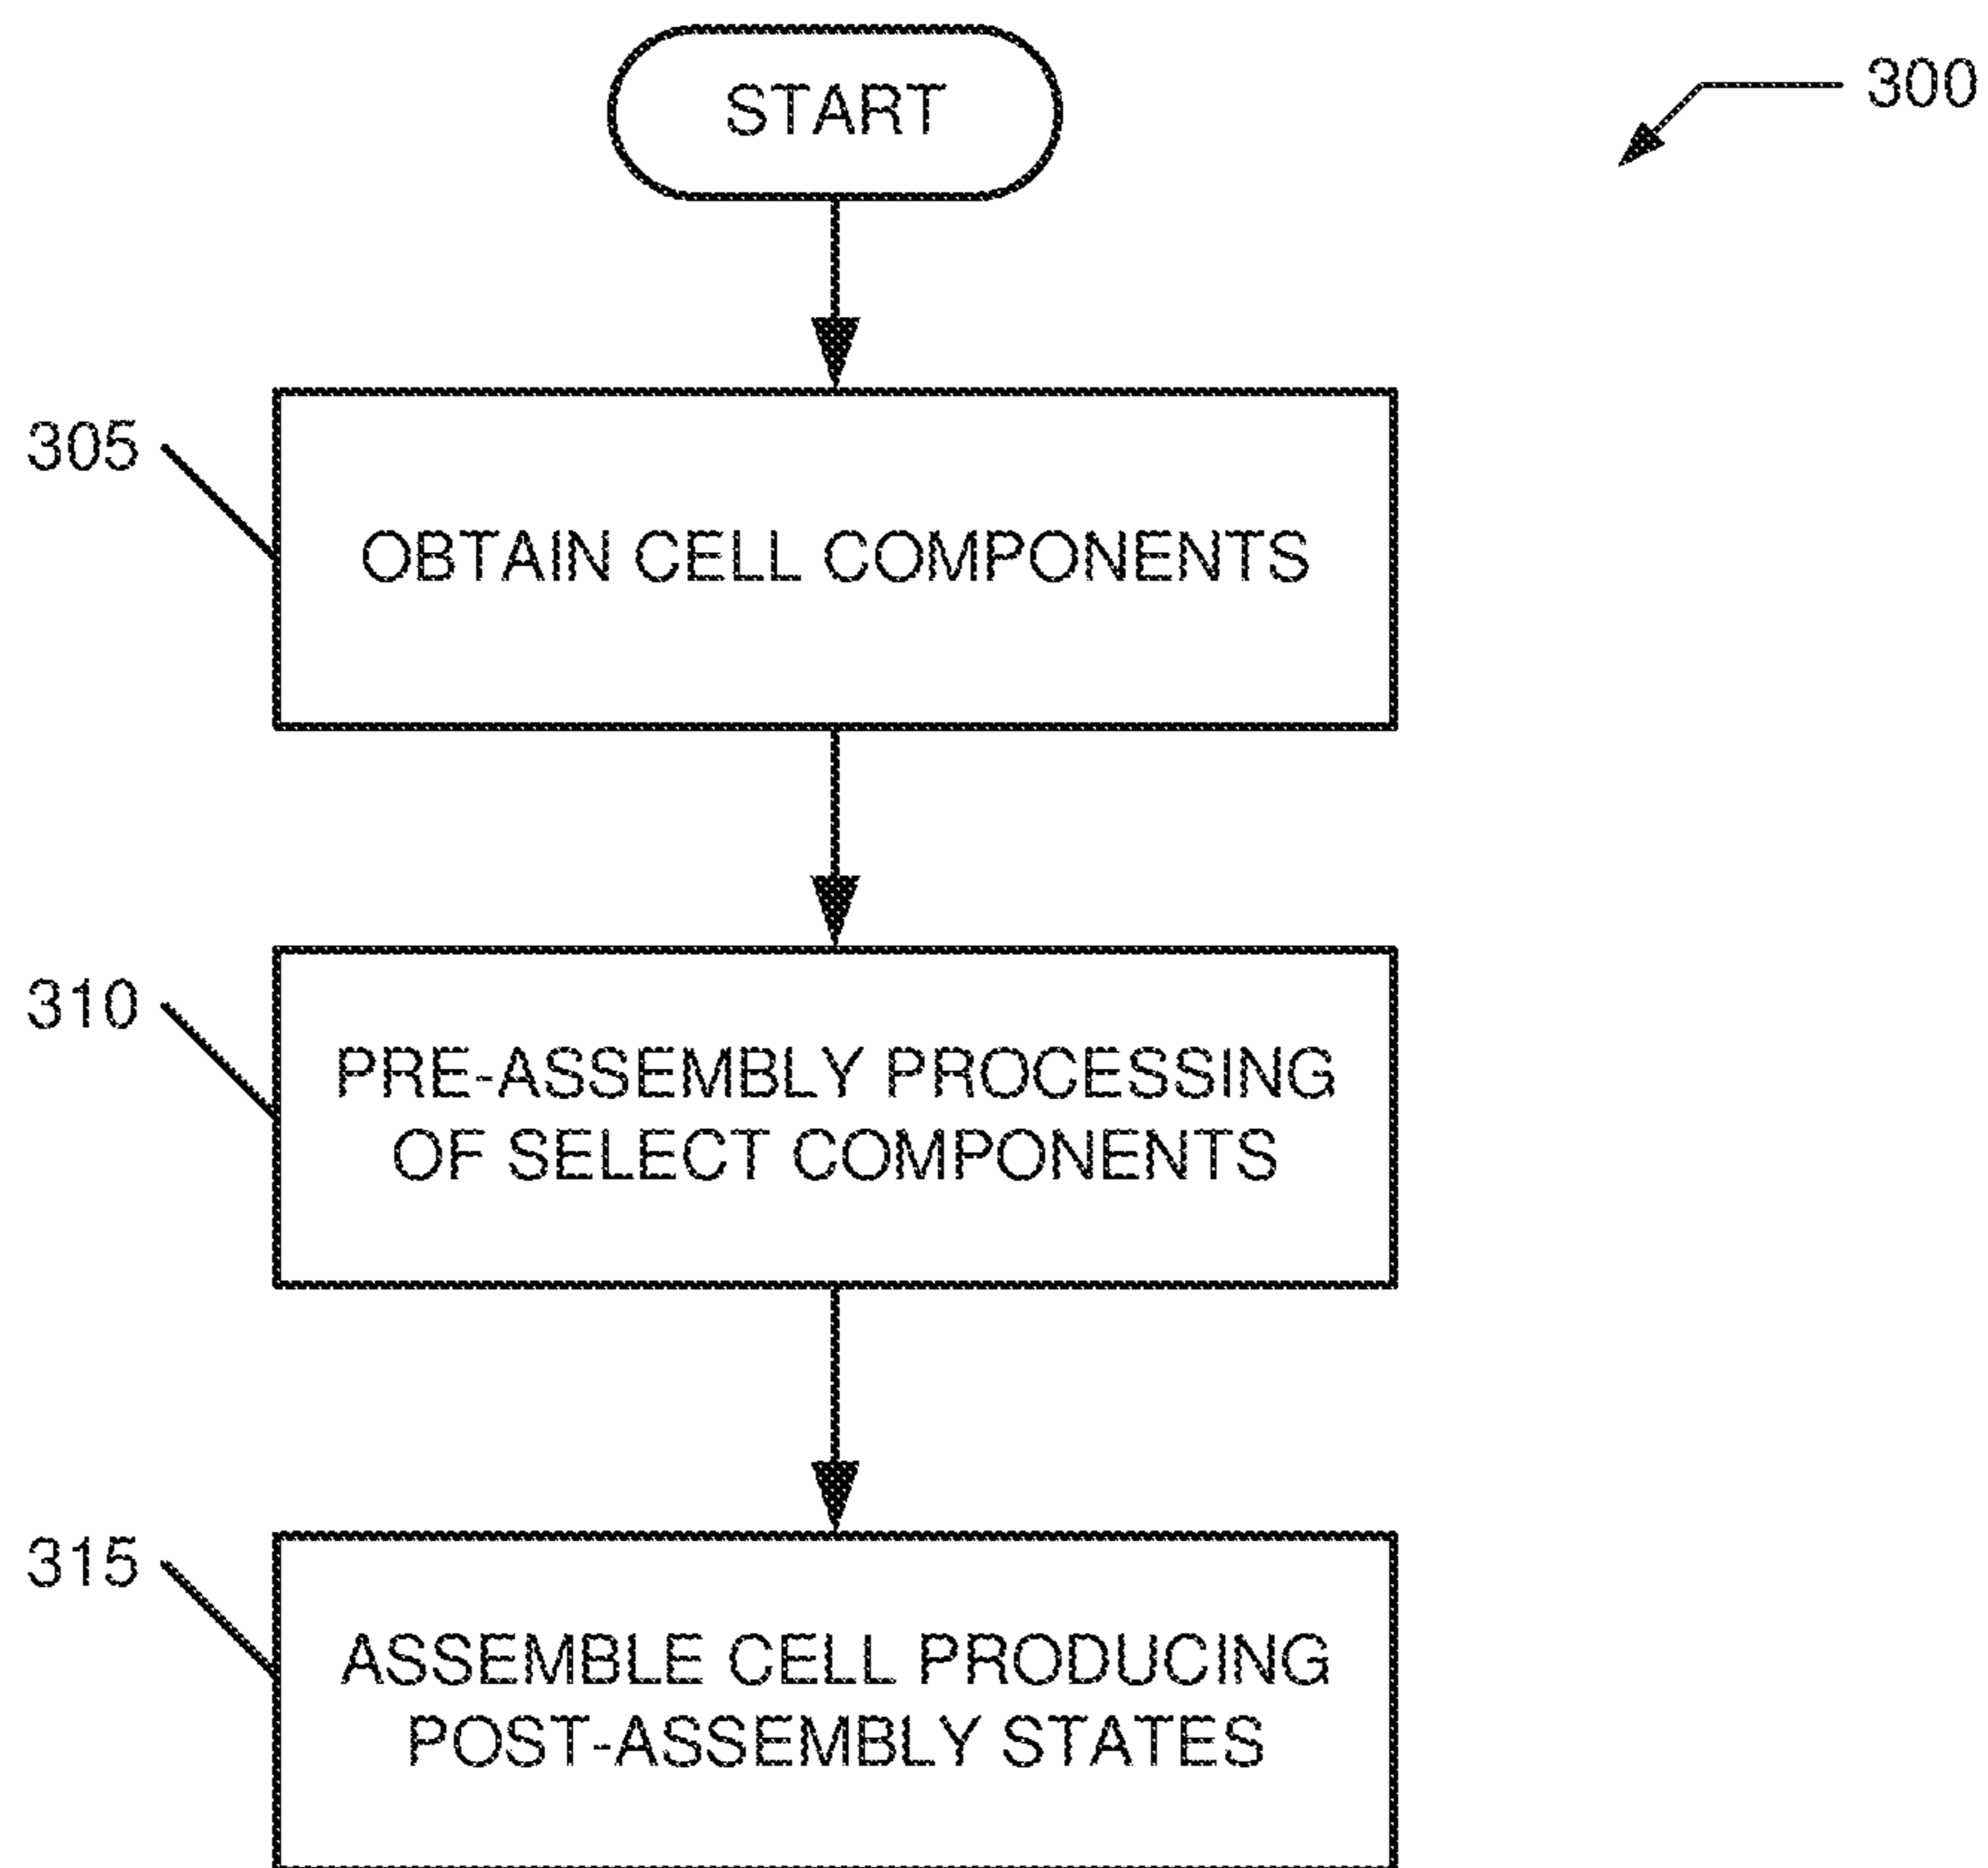 START
300
305
OBTAIN CELL COMPONENTS
310
PRE-ASSEMBLY PROCESSING
OF SELECT COMPONENTS
315
ASSEMBLE CELL PRODUCING
POST-ASSEMBLY STATES